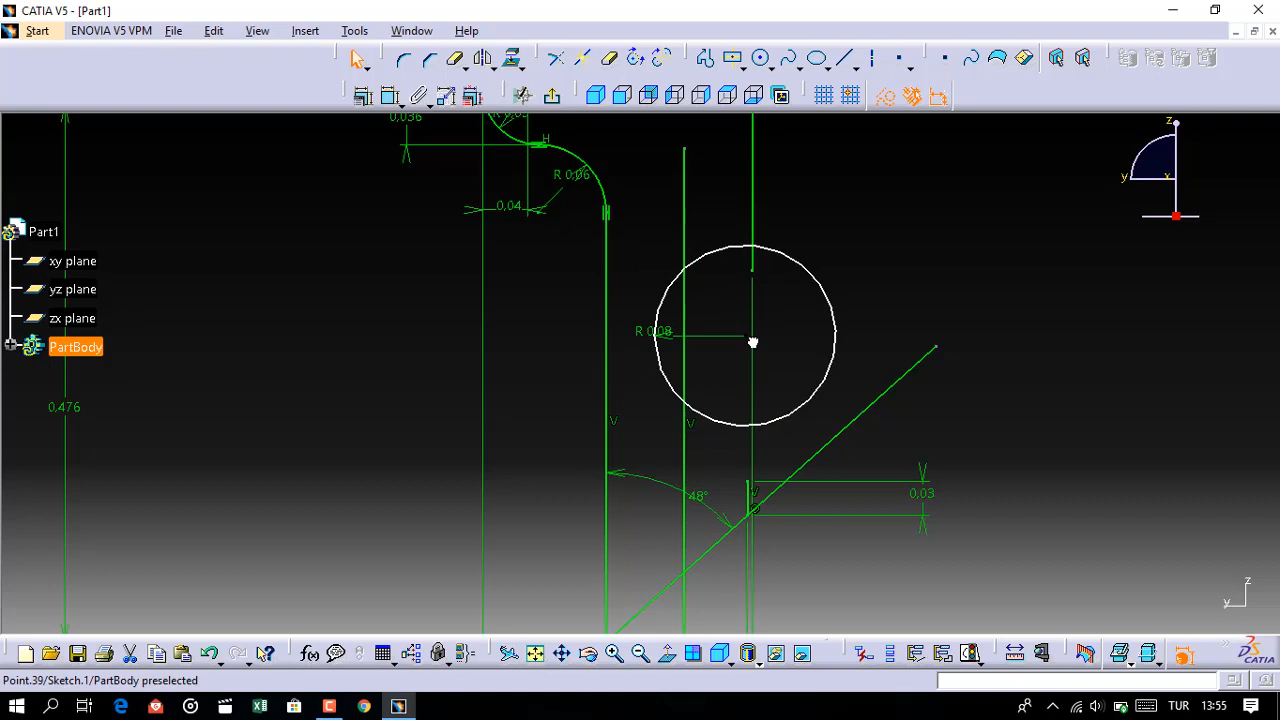 CATIA V5 - [Part1]
Start ENOVIA V5 VPM File Edit View Insert Tools Window Help
0,036
H
R 0,06
0,04
z
y x
Part1
xy plane
yz plane
zx plane
PartBody
R 0,08
0,476
V
V
48°
0,03
z
y
f(x)
Point.39/Sketch.1/PartBody preselected
TUR 13:55